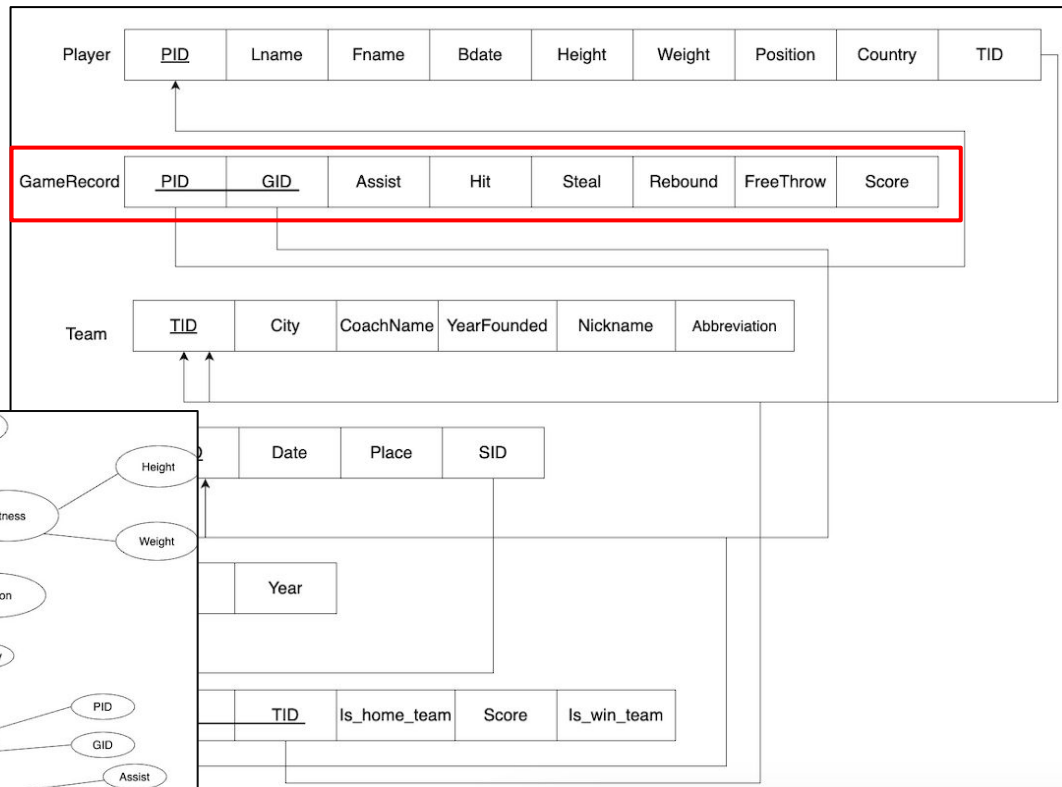 Player PID Lname Fname Bdate Height Weight Position Country TID
GameRecord PID GID Assist Hit Steal Rebound FreeThrow Score
Team TID City CoachName YearFounded Nickname Abbreviation
Date Place SID
Year
TID Is_home_team Score Is_win_team
Height
Weight
PID
GID
Assist